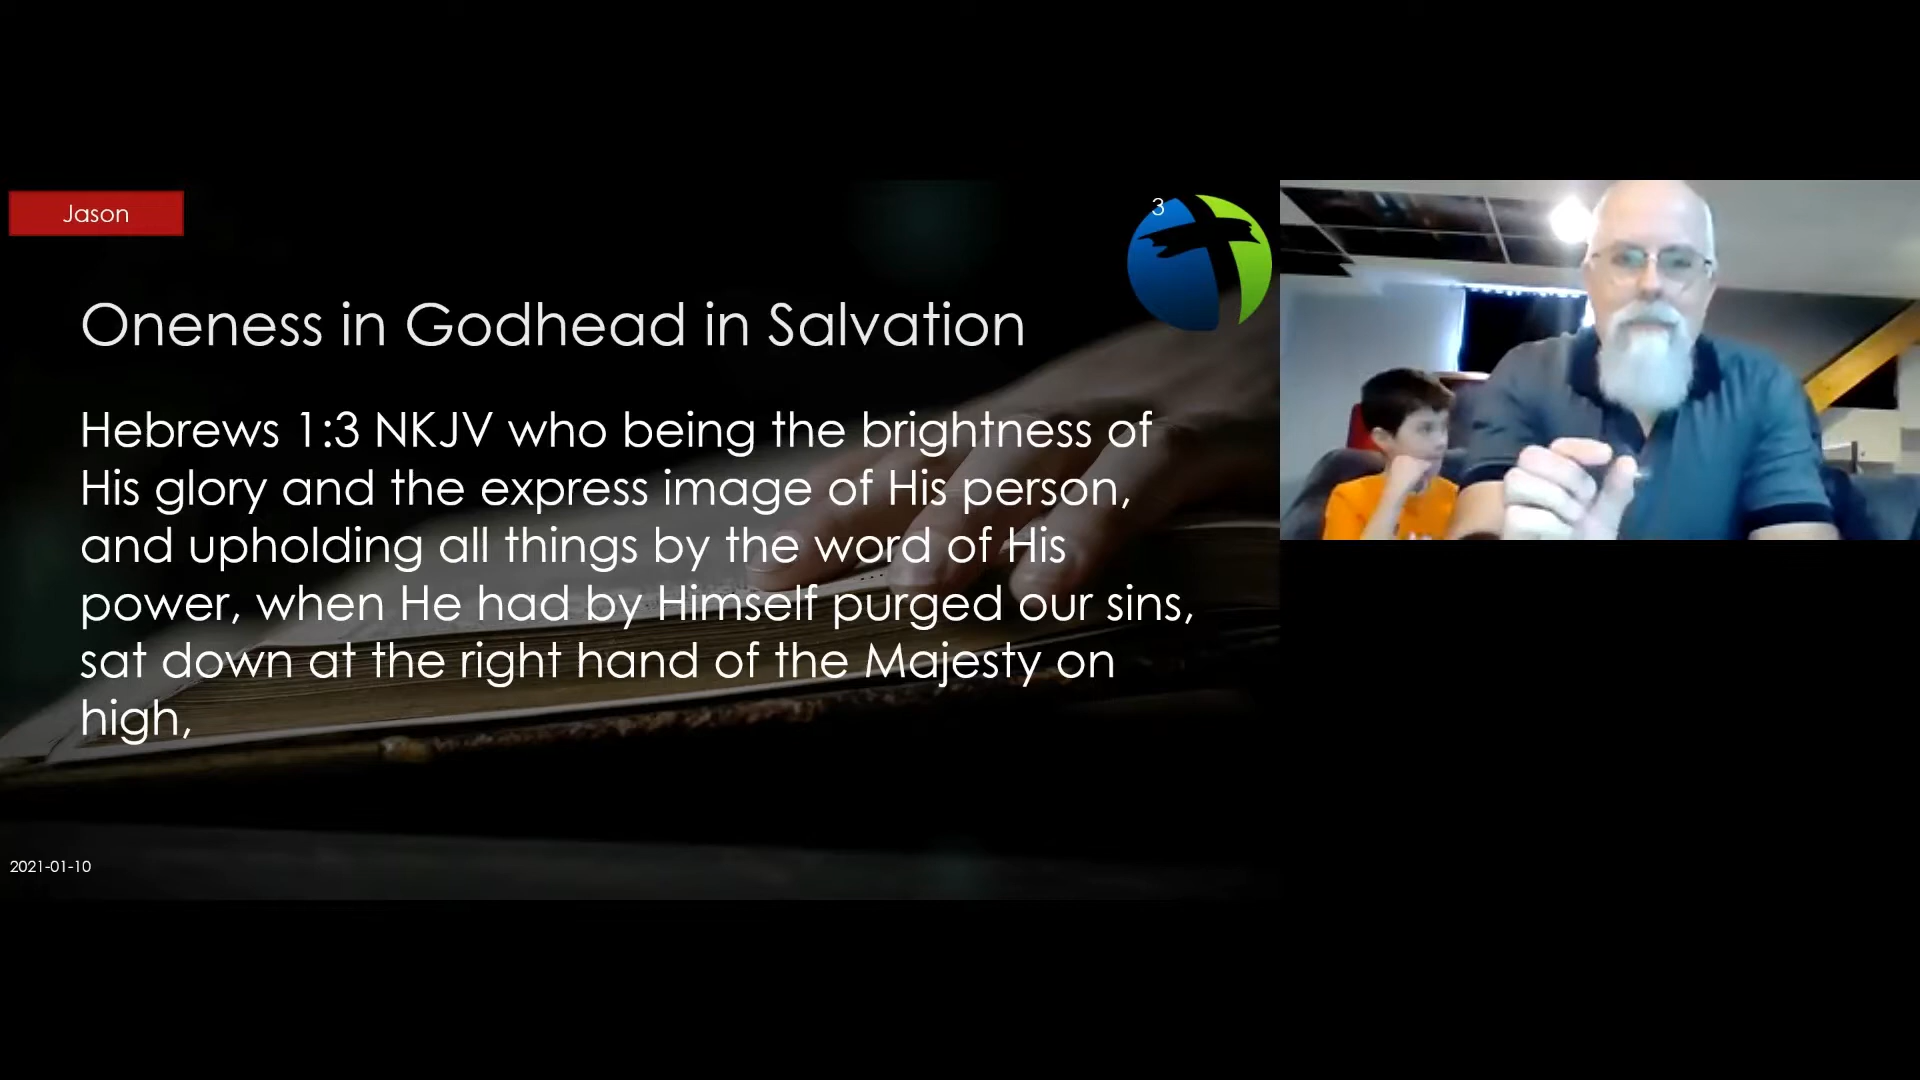 Jason
3
Oneness in Godhead in Salvation
Hebrews 1:3 NKJV who being the brightness of
His glory and the express image of His person,
and upholding all things by the word of His
power, when He had by Himself purged our sins,
sat down at the right hand of the Majesty on
high,
2021-01-10